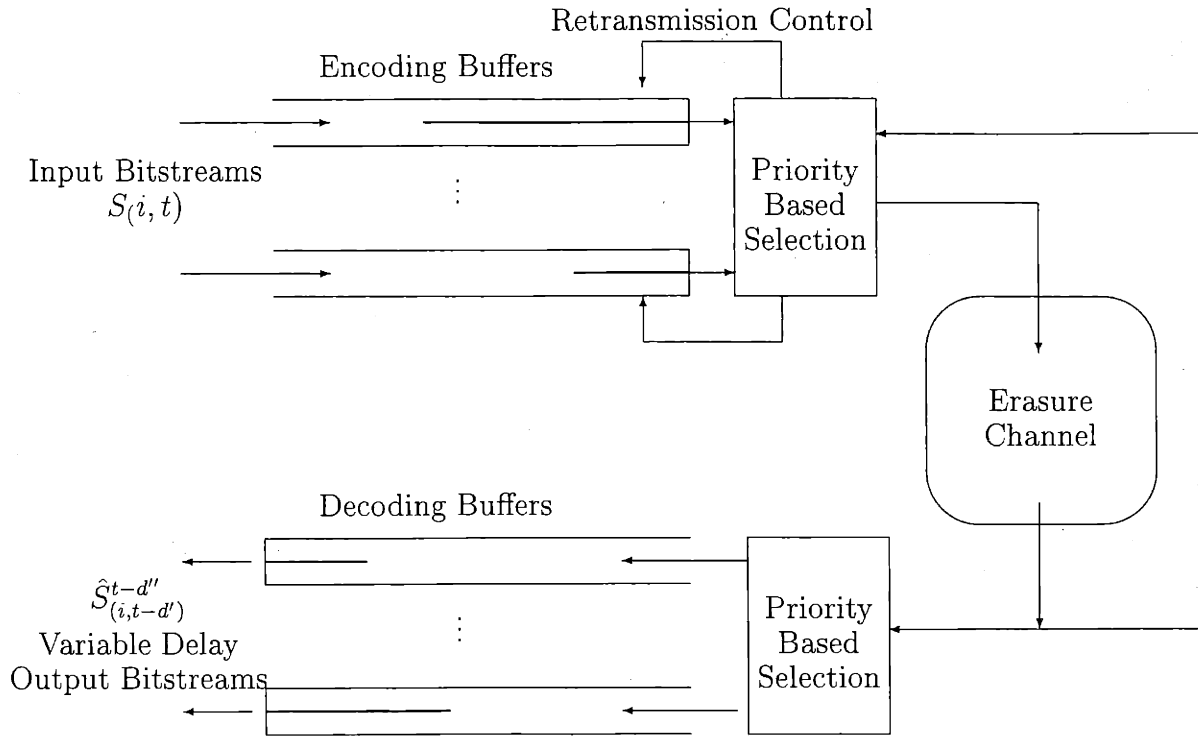 Retransmission Control
Encoding Buffers
Input Bitstreams
S(i, t)
⋮
Priority
Based
Selection
Erasure
Channel
Decoding Buffers
Ŝ^{t−d''}_{(i,t−d')}
Variable Delay
Output Bitstreams
⋮
Priority
Based
Selection